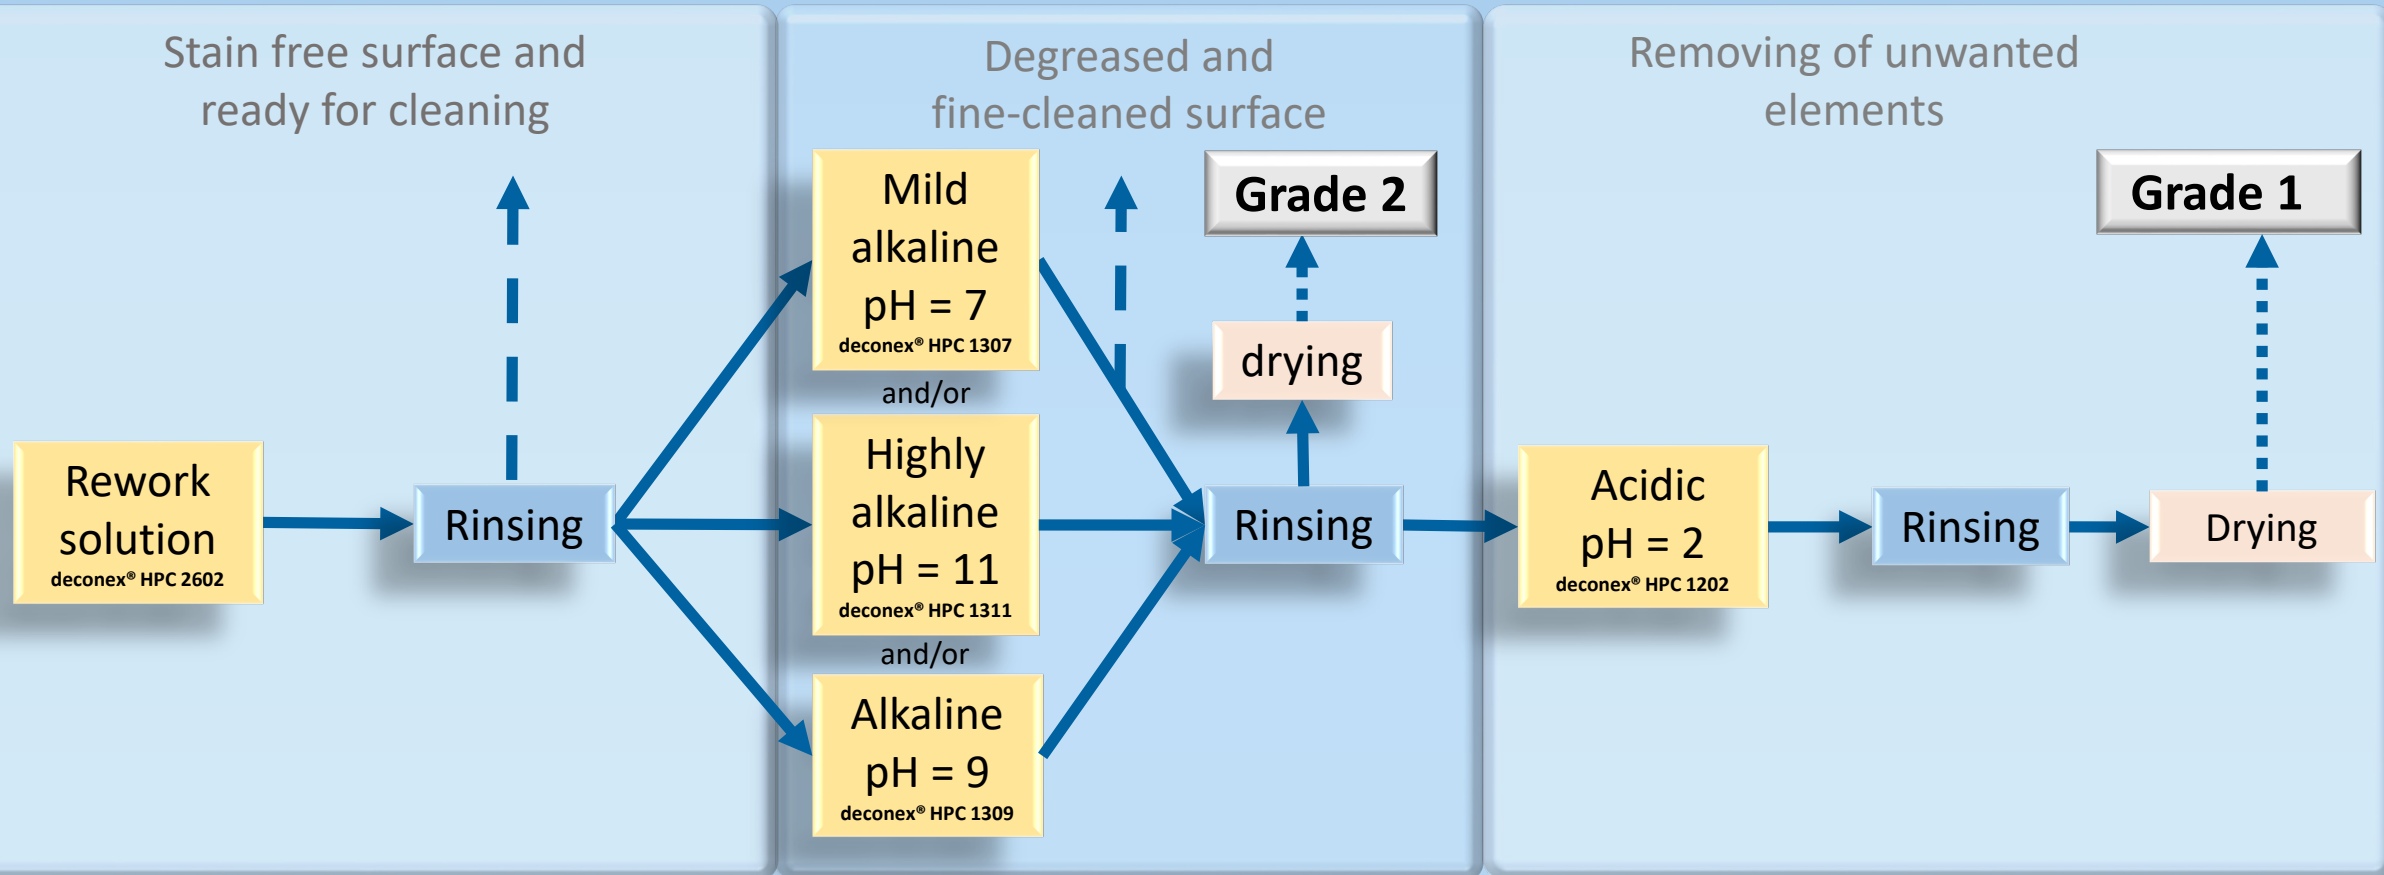 Stain free surface and
ready for cleaning
Rework
solution
deconex® HPC 2602
Rinsing
Degreased and
fine-cleaned surface
Mild
alkaline
pH = 7
deconex® HPC 1307
and/or
Highly
alkaline
pH = 11
deconex® HPC 1311
and/or
Alkaline
pH = 9
deconex® HPC 1309
Grade 2
drying
Rinsing
Removing of unwanted
elements
Acidic
pH = 2
deconex® HPC 1202
Rinsing
Drying
Grade 1